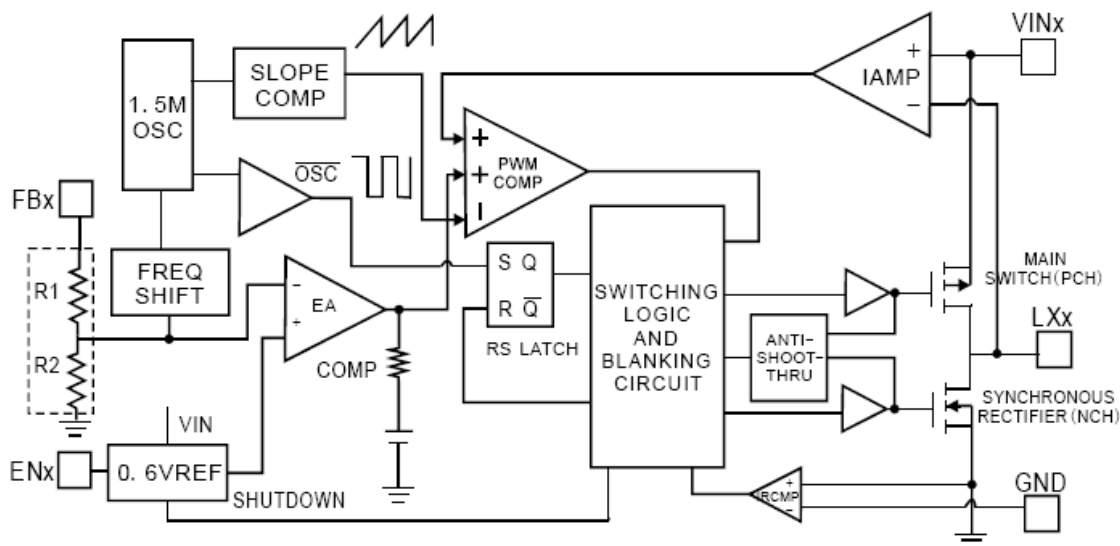 VINx
IAMP
+
−
SLOPE
COMP
1. 5M
OSC
+
+
−
PWM
COMP
OSC
FBx
FREQ
SHIFT
R1
R2
−
EA
+
S Q
R Q
RS LATCH
SWITCHING
LOGIC
AND
BLANKING
CIRCUIT
MAIN
SWITCH(PCH)
LXx
ANTI-
SHOOT-
THRU
COMP
SYNCHRONOUS
RECTIFIER(NCH)
VIN
ENx
0. 6VREF
SHUTDOWN
+
IRCMP
−
GND